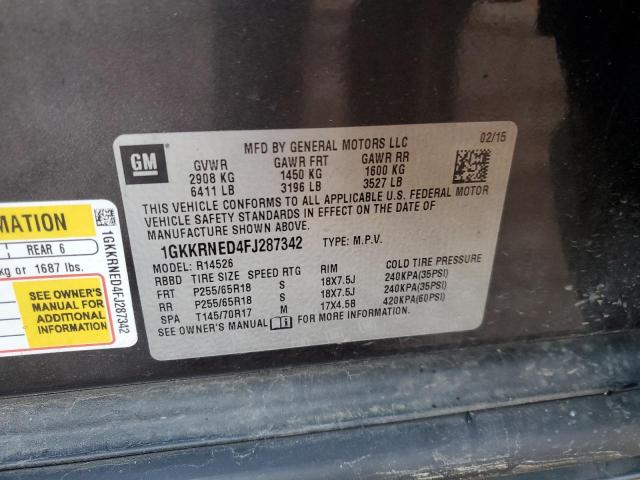 GM
MFD BY GENERAL MOTORS LLC 02/15
GVWR GAWR FRT GAWR RR
2908 KG 1450 KG 1600 KG
6411 LB 3196 LB 3527 LB
THIS VEHICLE CONFORMS TO ALL APPLICABLE U.S. FEDERAL MOTOR
VEHICLE SAFETY STANDARDS IN EFFECT ON THE DATE OF
MANUFACTURE SHOWN ABOVE.
1GKKRNED4FJ287342 TYPE: M.P.V.
MODEL: R14526
RBBD TIRE SIZE SPEED RTG RIM COLD TIRE PRESSURE
FRT P255/65R18 S 18X7.5J 240KPA(35PSI)
RR P255/65R18 S 18X7.5J 240KPA(35PSI)
SPA T145/70R17 M 17X4.5B 420KPA(60PSI)
SEE OWNER'S MANUAL FOR MORE INFORMATION.
MATION
REAR 6
kg or 1687 lbs.
SEE OWNER'S
MANUAL FOR
ADDITIONAL
INFORMATION
1GKKRNED4FJ287342